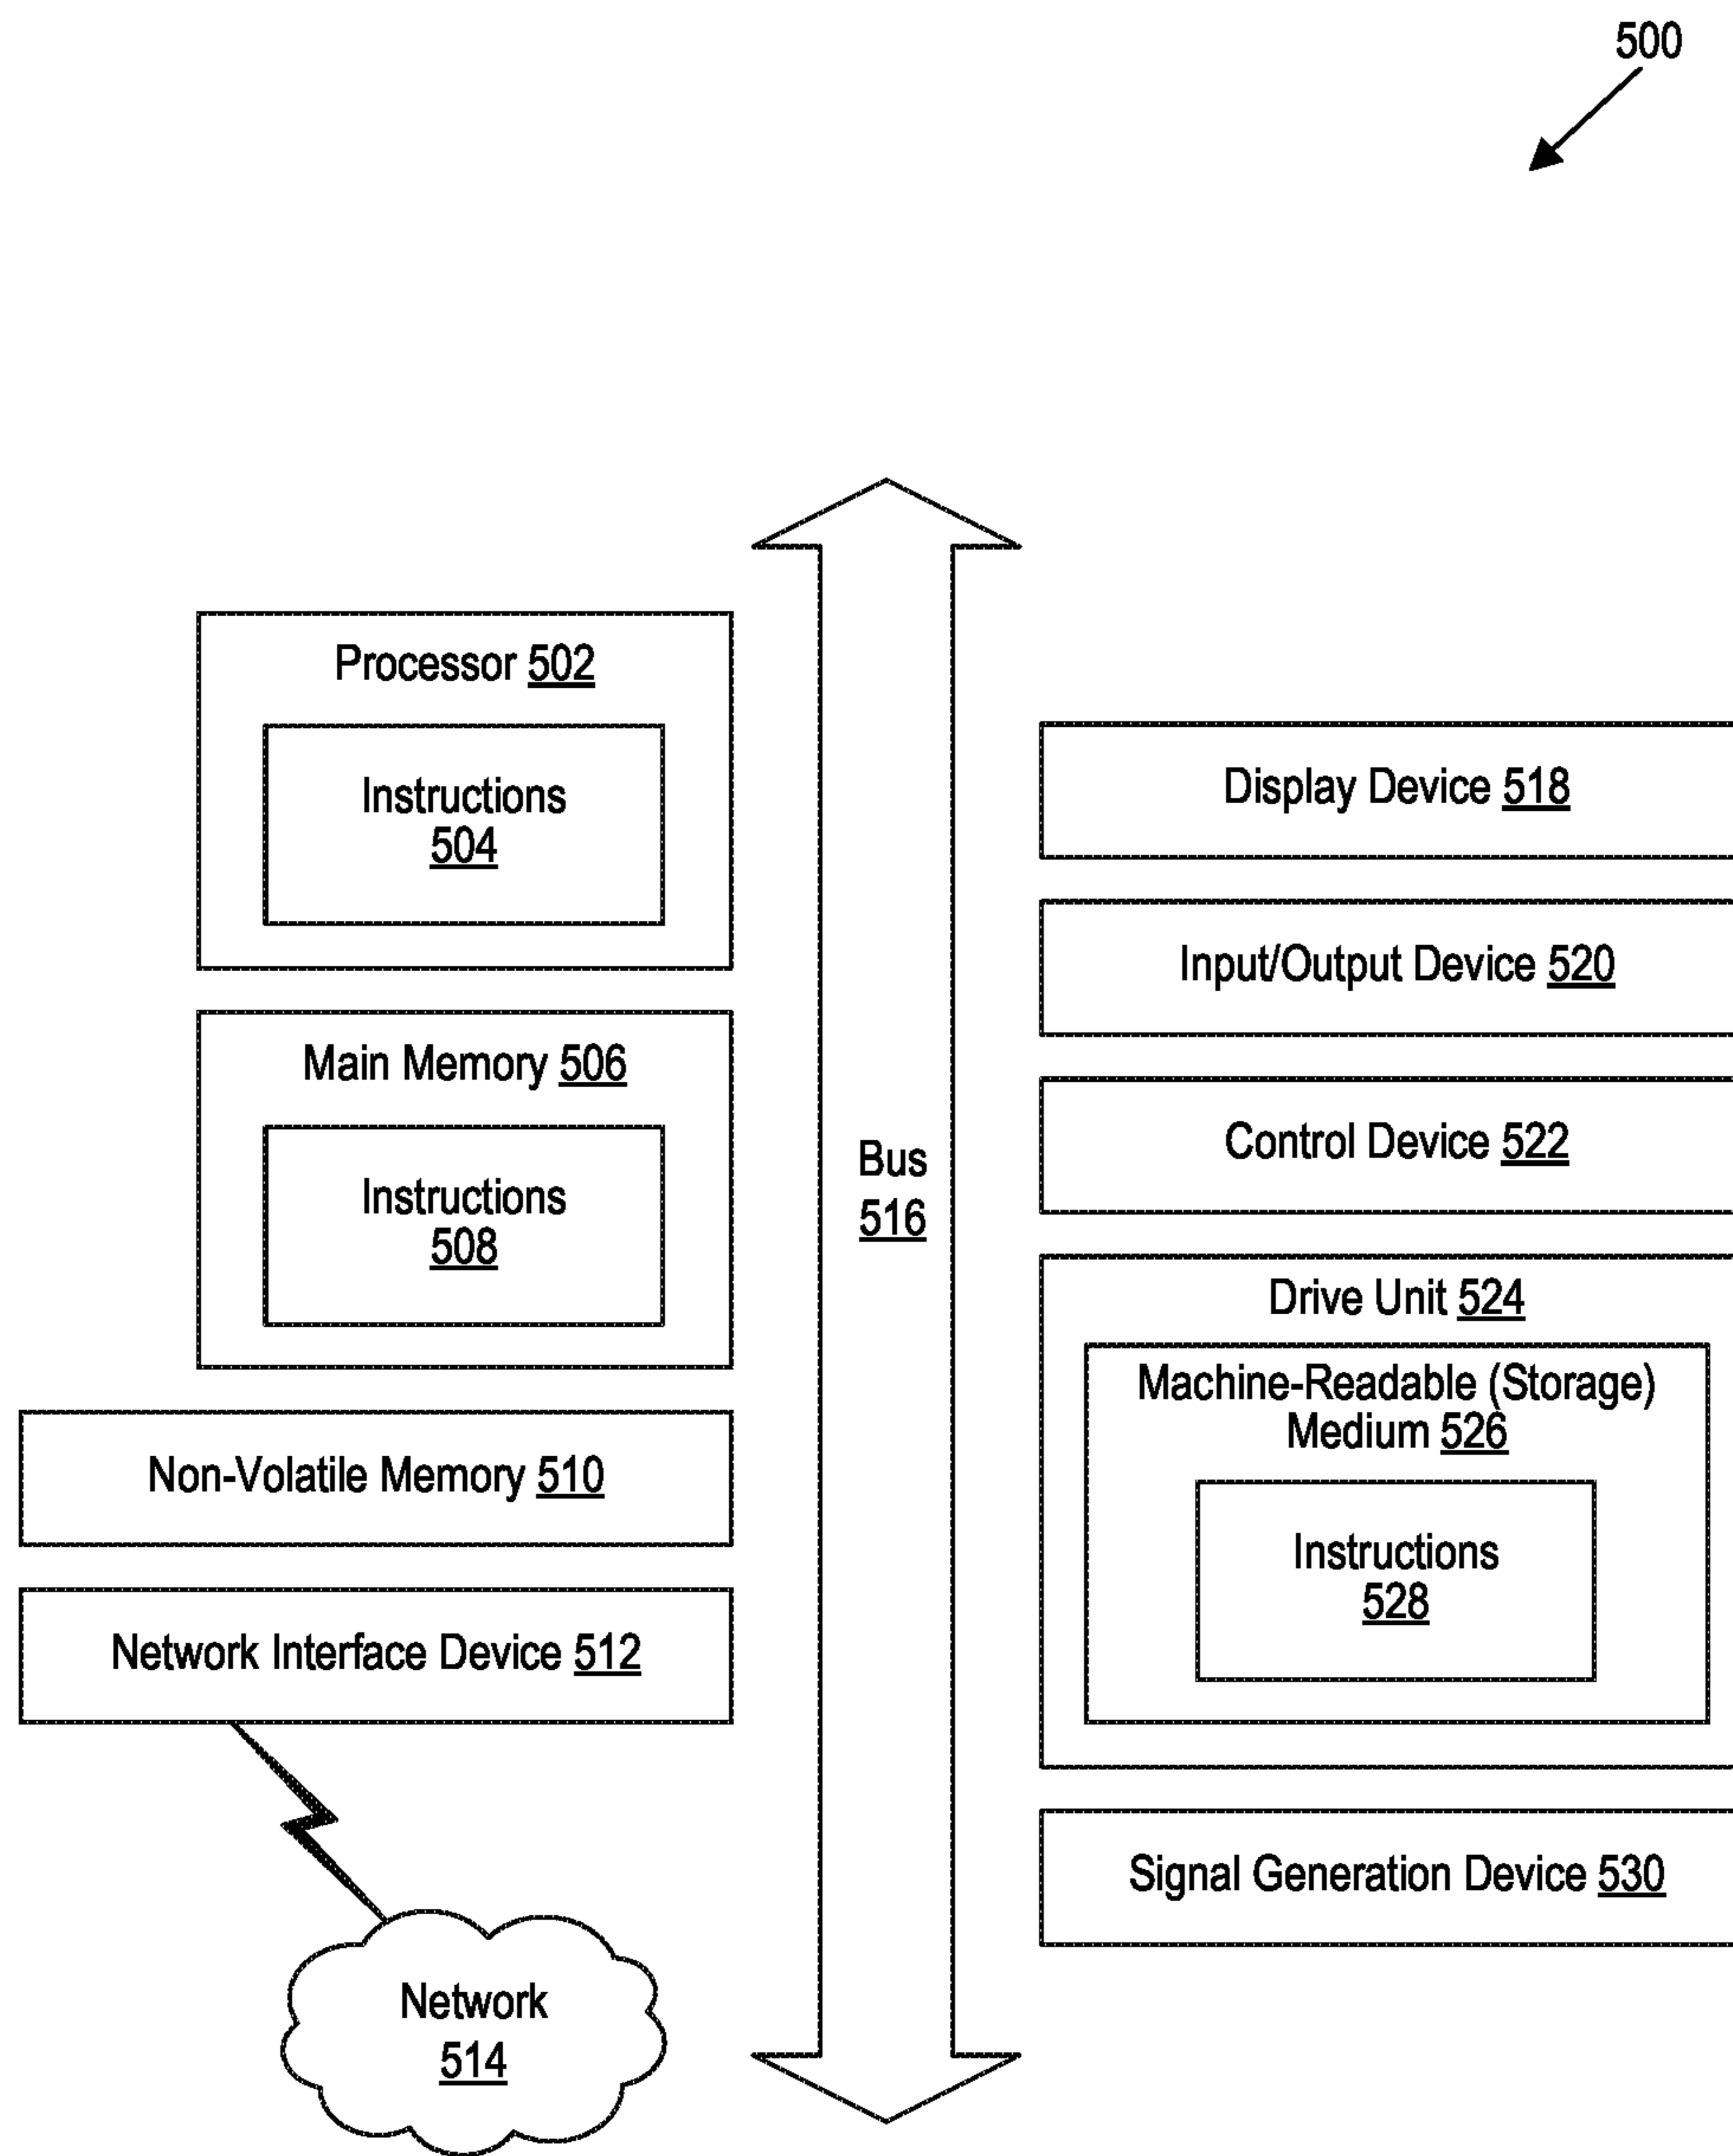 500
Processor 502
Instructions
504
Main Memory 506
Instructions
508
Non-Volatile Memory 510
Network Interface Device 512
Network
514
Bus
516
Display Device 518
Input/Output Device 520
Control Device 522
Drive Unit 524
Machine-Readable (Storage)
Medium 526
Instructions
528
Signal Generation Device 530